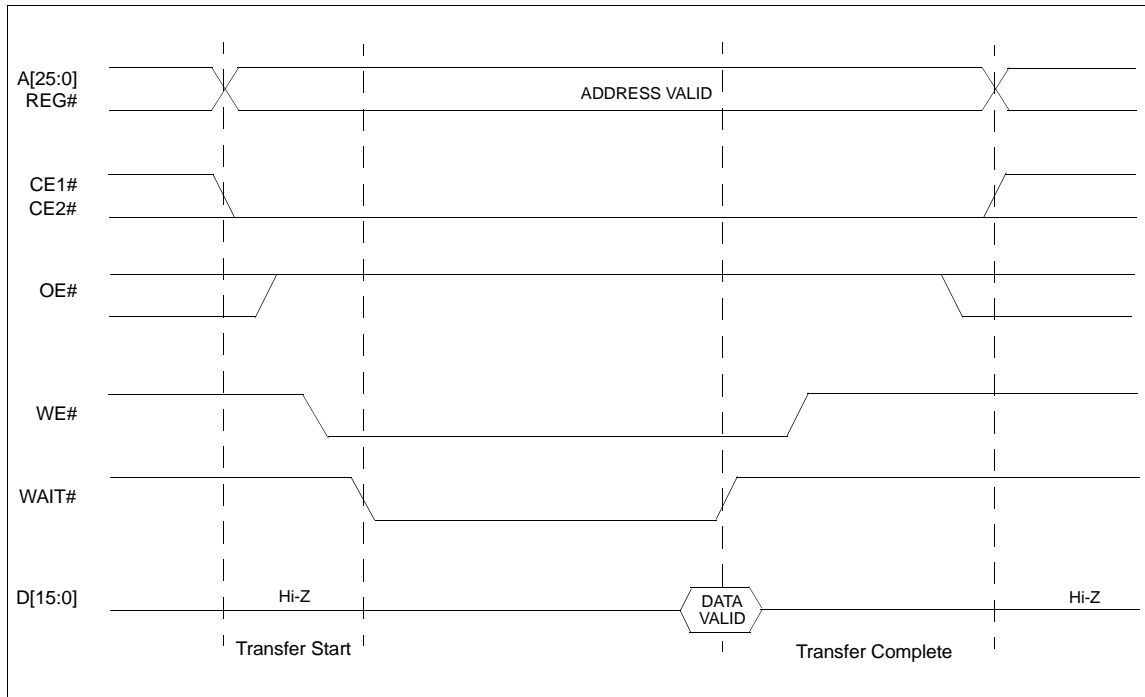 A[25:0]
REG#
ADDRESS VALID
CE1#
CE2#
OE#
WE#
WAIT#
D[15:0]
Hi-Z
DATA
VALID
Hi-Z
Transfer Start
Transfer Complete